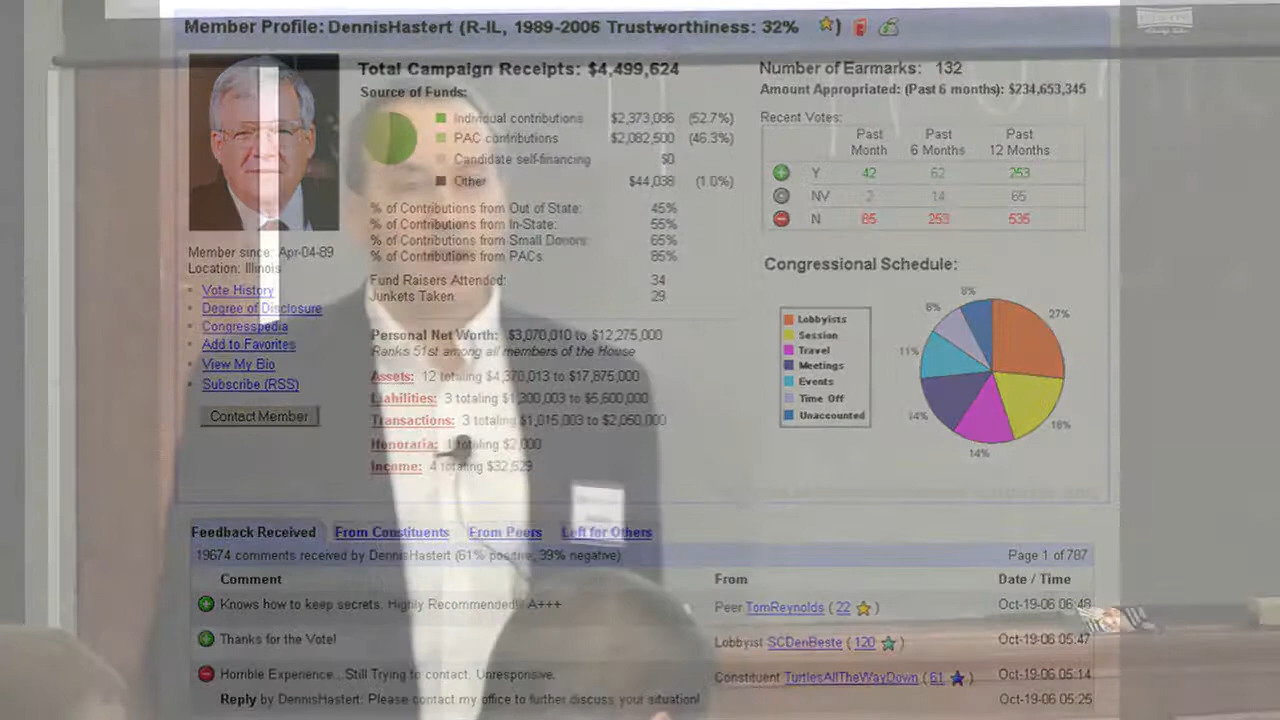 Member Profile: DennisHastert (R-IL, 1989-2006 Trustworthiness: 32% )
Total Campaign Receipts: $4,499,624
Source of Funds:
Individual contributions $2,373,086 (52.7%)
PAC contributions $2,082,500 (46.3%)
Candidate self-financing $0
Other $44,038 (1.0%)
% of Contributions from Out of State: 45%
% of Contributions from In-State: 55%
% of Contributions from Small Donors: 65%
% of Contributions from PACs: 85%
Fund Raisers Attended: 34
Junkets Taken: 29
Personal Net Worth: $3,070,010 to $12,275,000
Ranks 51st among all members of the House
Assets: 12 totaling $4,370,013 to $17,875,000
Liabilities: 3 totaling $1,300,003 to $5,600,000
Transactions: 3 totaling $1,015,003 to $2,050,000
Honoraria: 1 totaling $2,000
Income: 4 totaling $32,529
Member since: Apr-04-89
Location: Illinois
Vote History
Degree of Disclosure
Congresspedia
Add to Favorites
View My Bio
Subscribe (RSS)
Contact Member
Number of Earmarks: 132
Amount Appropriated: (Past 6 months): $234,653,345
Recent Votes:
Past Month Past 6 Months Past 12 Months
Y 42 62 253
NV 2 14 65
N 85 253 535
Congressional Schedule:
Lobbyists
Session
Travel
Meetings
Events
Time Off
Unaccounted
8%
27%
11%
14%
14%
Feedback Received From Constituents From Peers Left for Others
19674 comments received by DennisHastert (61% positive, 39% negative) Page 1 of 787
Comment From Date / Time
Knows how to keep secrets. Highly Recommended! A+++ Peer TomReynolds ( 22 ) Oct-19-06 06:48
Thanks for the Vote! Lobbyist SCDenBeste ( 120 ) Oct-19-06 05:47
Horrible Experience...Still Trying to contact. Unresponsive. Constituent TurtlesAllTheWayDown ( 61 ) Oct-19-06 05:14
Reply by DennisHastert: Please contact my office to further discuss your situation! Oct-19-06 05:25